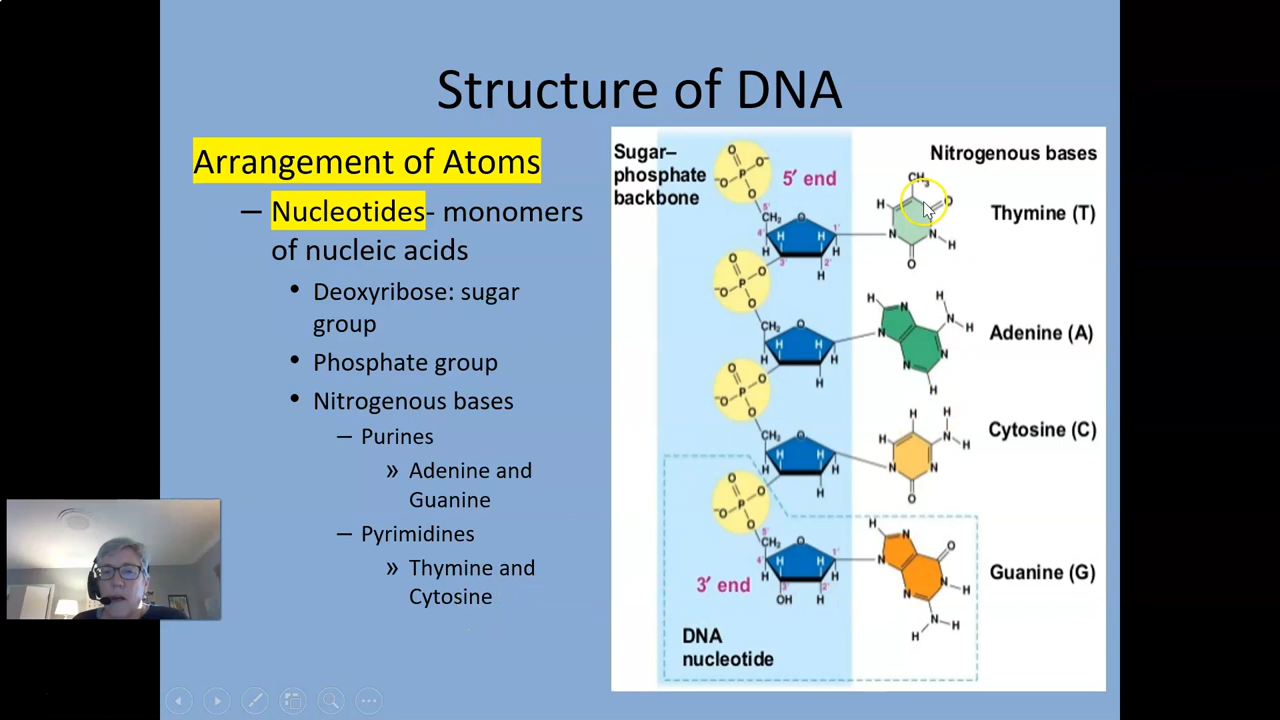 Structure of DNA
Arrangement of Atoms
– Nucleotides- monomers
of nucleic acids
• Deoxyribose: sugar
group
• Phosphate group
• Nitrogenous bases
– Purines
» Adenine and
Guanine
– Pyrimidines
» Thymine and
Cytosine
Sugar–
phosphate
backbone
5′ end
Nitrogenous bases
Thymine (T)
Adenine (A)
Cytosine (C)
Guanine (G)
3′ end
DNA
nucleotide